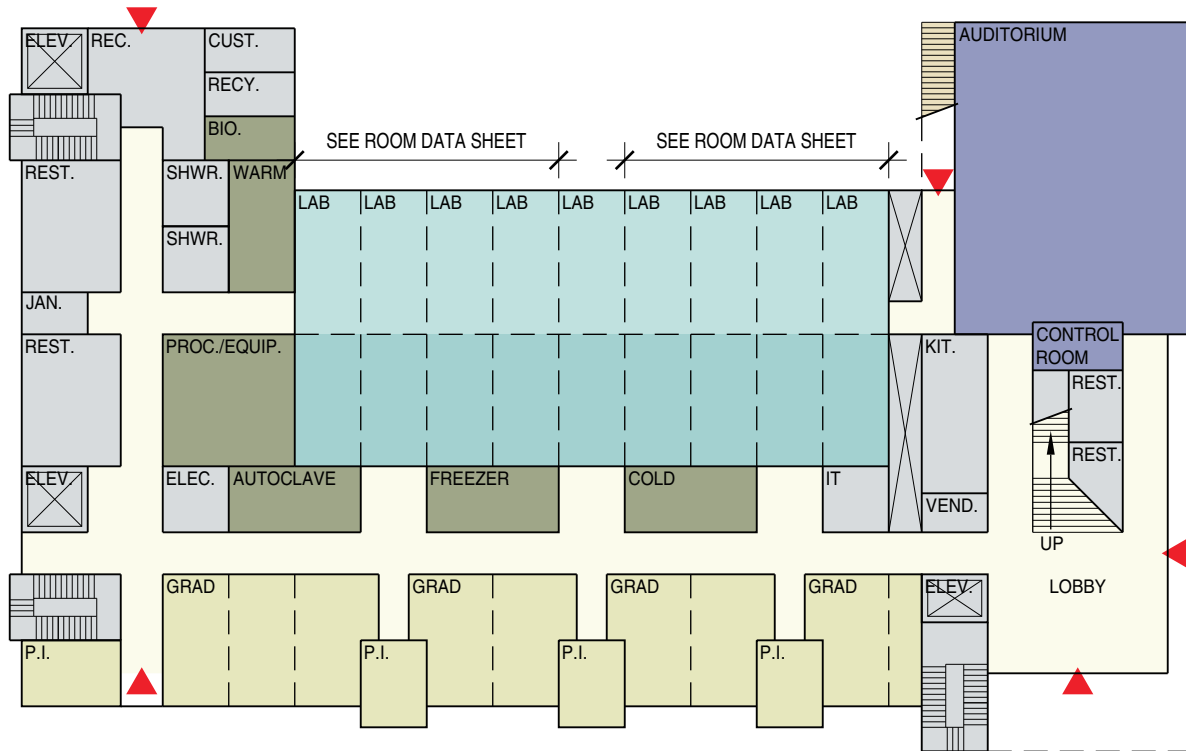 ELEV.
REC.
CUST.
AUDITORIUM
RECY.
BIO.
SEE ROOM DATA SHEET
SEE ROOM DATA SHEET
REST.
SHWR.
WARM
LAB
LAB
LAB
LAB
LAB
LAB
LAB
LAB
LAB
SHWR.
JAN.
REST.
PROC./EQUIP.
KIT.
CONTROL
ROOM
REST.
REST.
ELEV.
ELEC.
AUTOCLAVE
FREEZER
COLD
IT
VEND.
UP
GRAD
GRAD
GRAD
GRAD
ELEV.
LOBBY
P.I.
P.I.
P.I.
P.I.